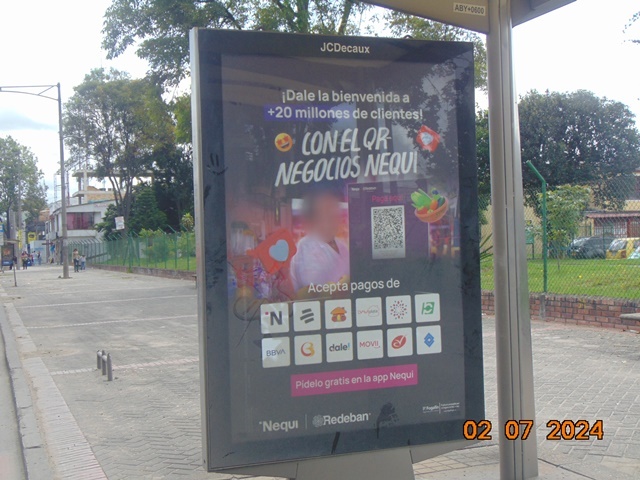 ABY+0600
JCDecaux
¡Dale la bienvenida a
+20 millones de clientes!
CON EL QR
NEGOCIOS NEQUI
Acepta pagos de
N
BBVA
dale!
MOVII
Pídelo gratis en la app Nequi
Nequi Redeban
02 07 2024